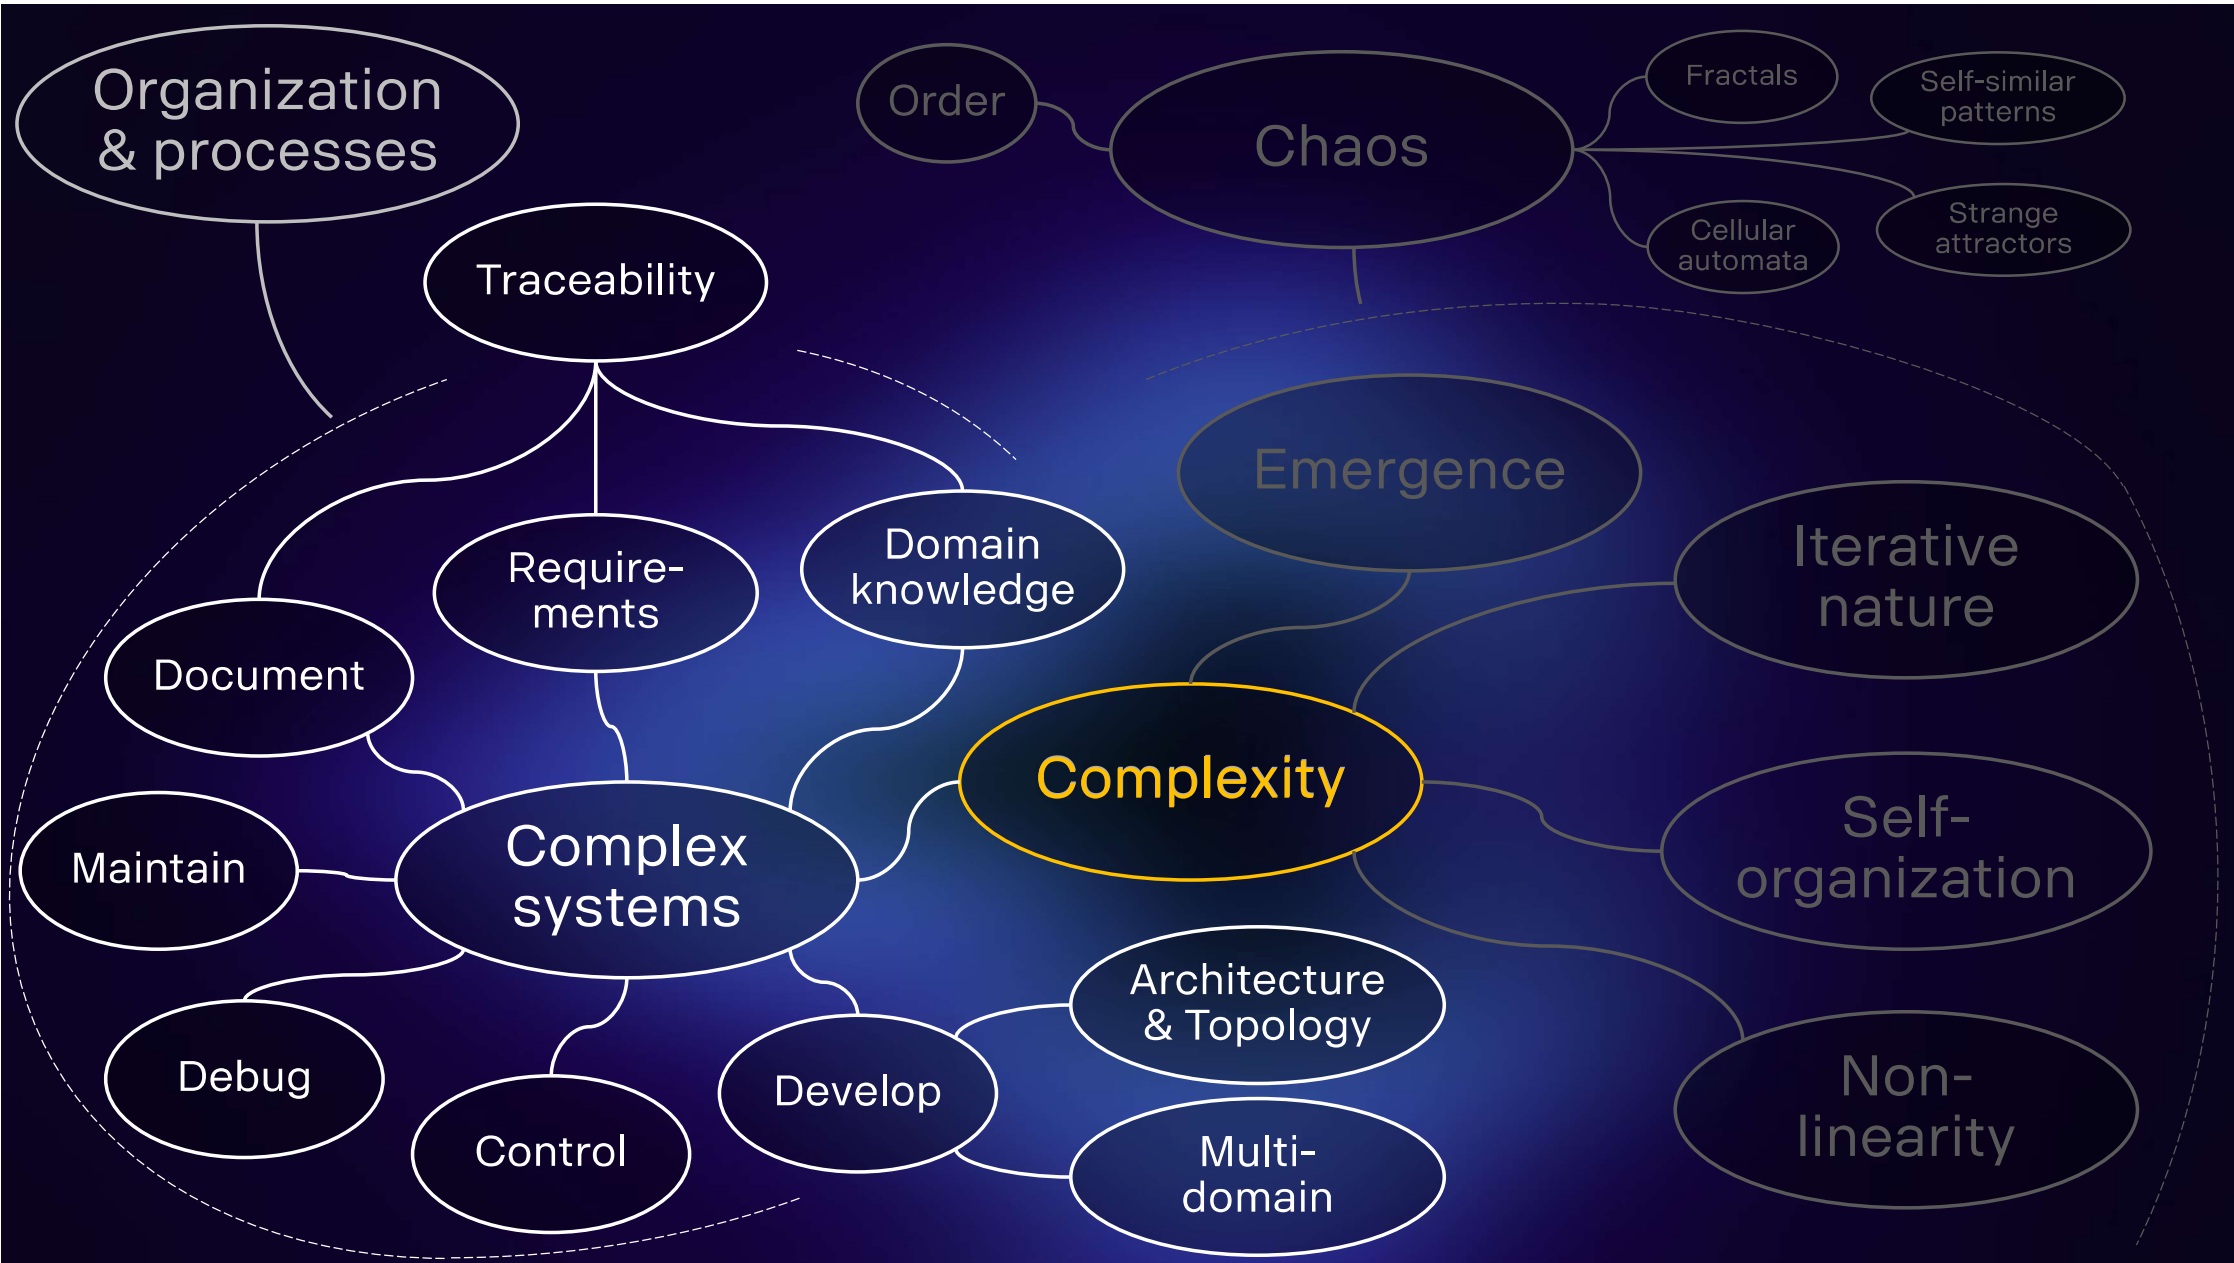 Organization
& processes
Order
Chaos
Fractals
Self-similar
patterns
Cellular
automata
Strange
attractors
Traceability
Emergence
Document
Require-
ments
Domain
knowledge
Iterative
nature
Maintain
Complex
systems
Complexity
Self-
organization
Debug
Control
Develop
Architecture
& Topology
Multi-
domain
Non-
linearity